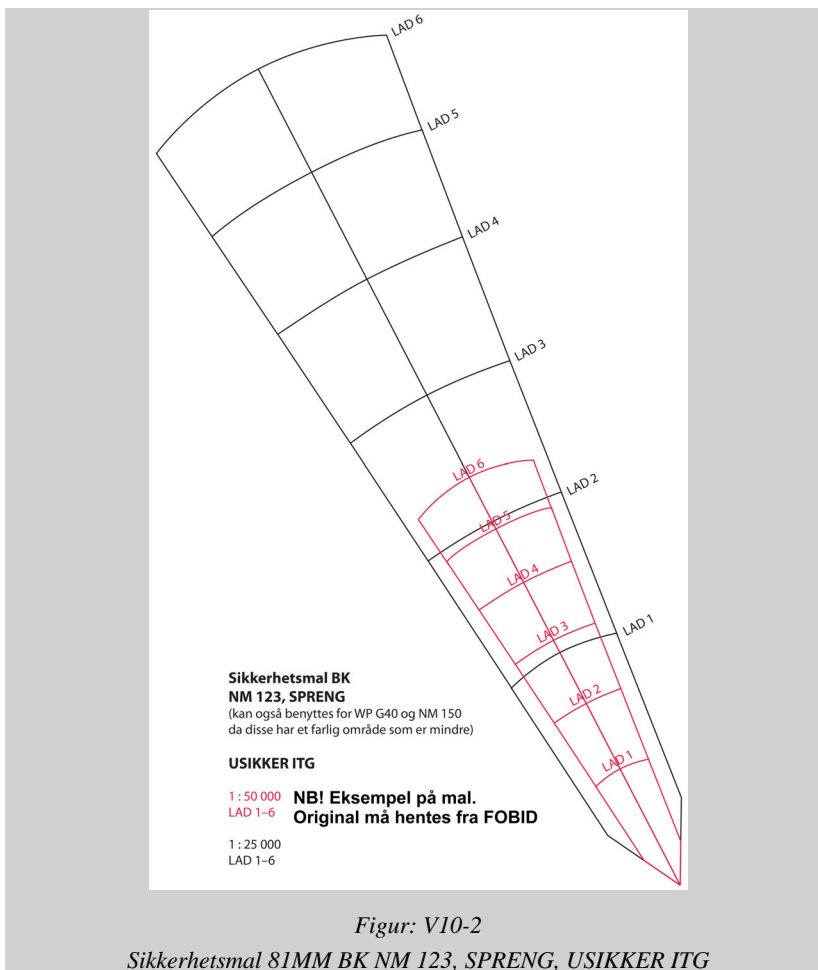 LAD 6
LAD 5
LAD 4
LAD 3
LAD 6
LAD 2
LAD 5
LAD 4
LAD 3
LAD 1
LAD 2
LAD 1
Sikkerhetsmal BK
NM 123, SPRENG
(kan også benyttes for WP G40 og NM 150
da disse har et farlig område som er mindre)
USIKKER ITG
1 : 50 000
LAD 1–6
NB! Eksempel på mal.
Original må hentes fra FOBID
1 : 25 000
LAD 1–6
Figur: V10-2
Sikkerhetsmal 81MM BK NM 123, SPRENG, USIKKER ITG